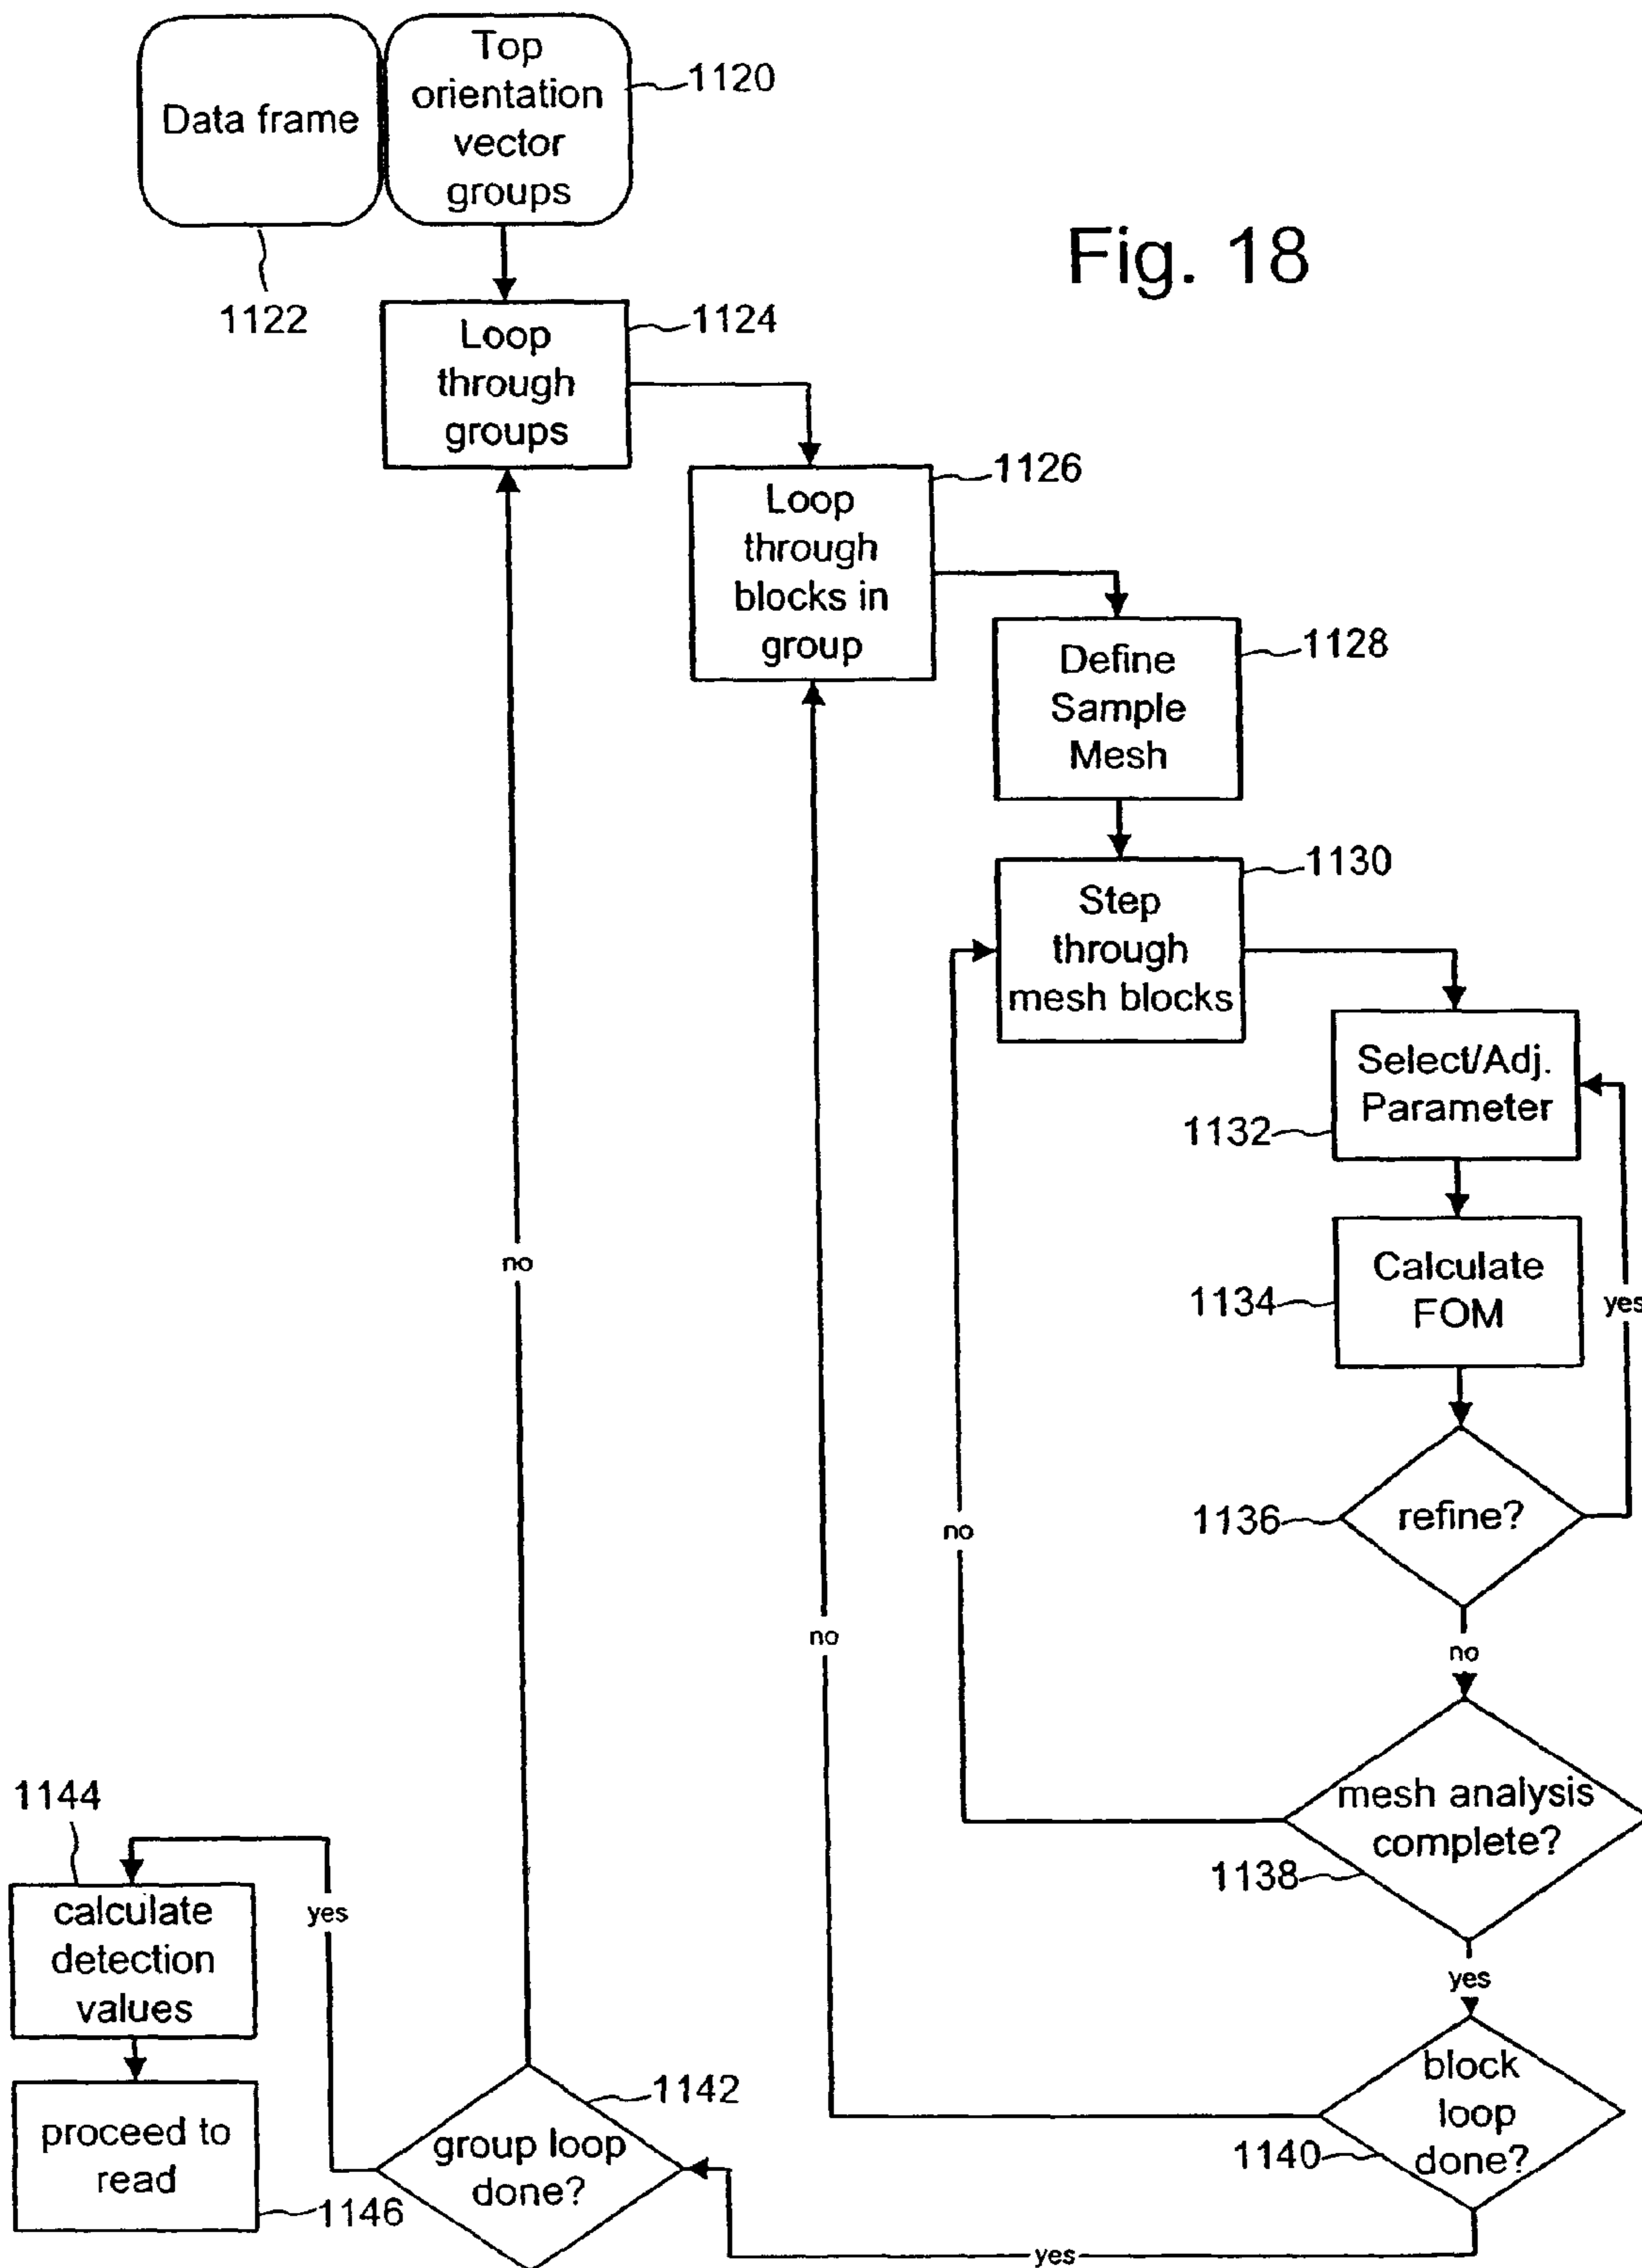 Top
orientation
vector
groups
1120
Data frame
1122
Fig. 18
Loop
through
groups
1124
Loop
through
blocks in
group
1126
Define
Sample
Mesh
1128
Step
through
mesh blocks
1130
Select/Adj.
Parameter
1132
Calculate
FOM
1134
yes
no
refine?
1136
no
no
no
mesh analysis
complete?
1138
1144
calculate
detection
values
yes
yes
block
loop
done?
1140
group loop
done?
1142
proceed to
read
1146
yes